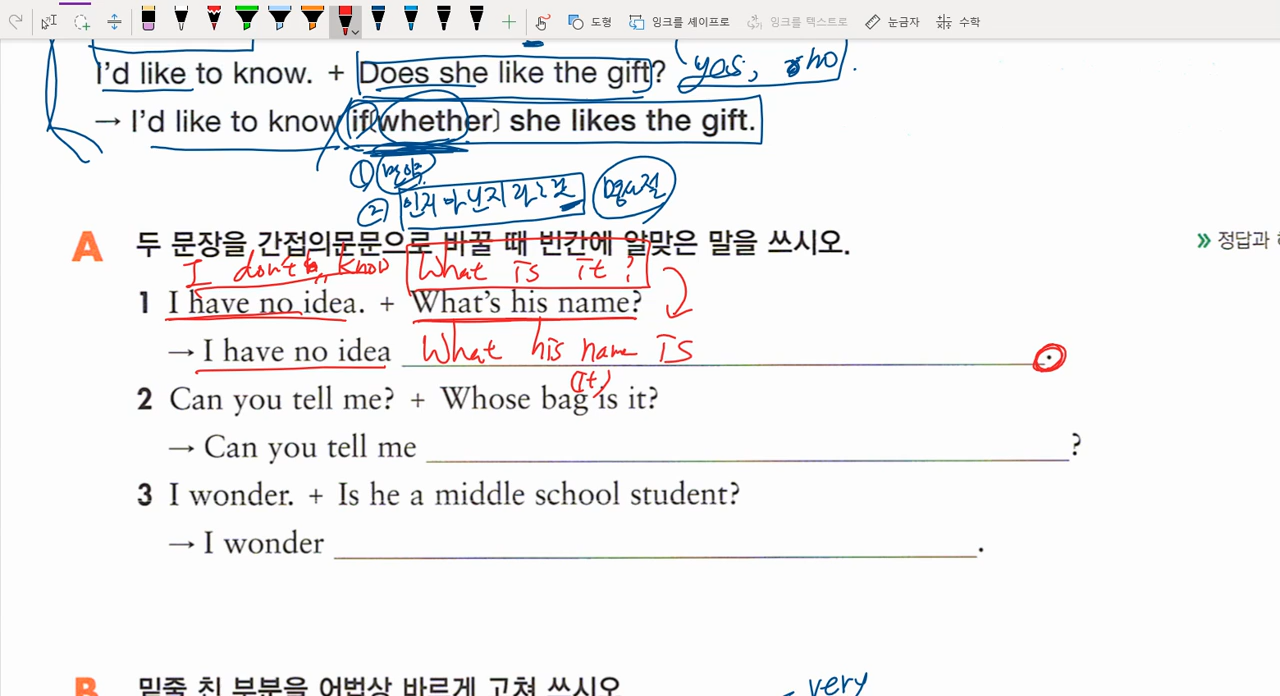 도형 잉크를 셰이프로 잉크를 텍스트로 눈금자 수학
I'd like to know. + Does she like the gift? yes, no.
→ I'd like to know if[whether] she likes the gift.
① 만약
② 인지 아닌지 라는 것 명사절
A 두 문장을 간접의문문으로 바꿀 때 빈칸에 알맞은 말을 쓰시오.
» 정답과
I don't know What is it?
1 I have no idea. + What's his name?
→ I have no idea What his name is .
(it)
2 Can you tell me? + Whose bag is it?
→ Can you tell me ?
3 I wonder. + Is he a middle school student?
→ I wonder .
B 밑줄 친 부분을 어법상 바르게 고쳐 쓰시오
very